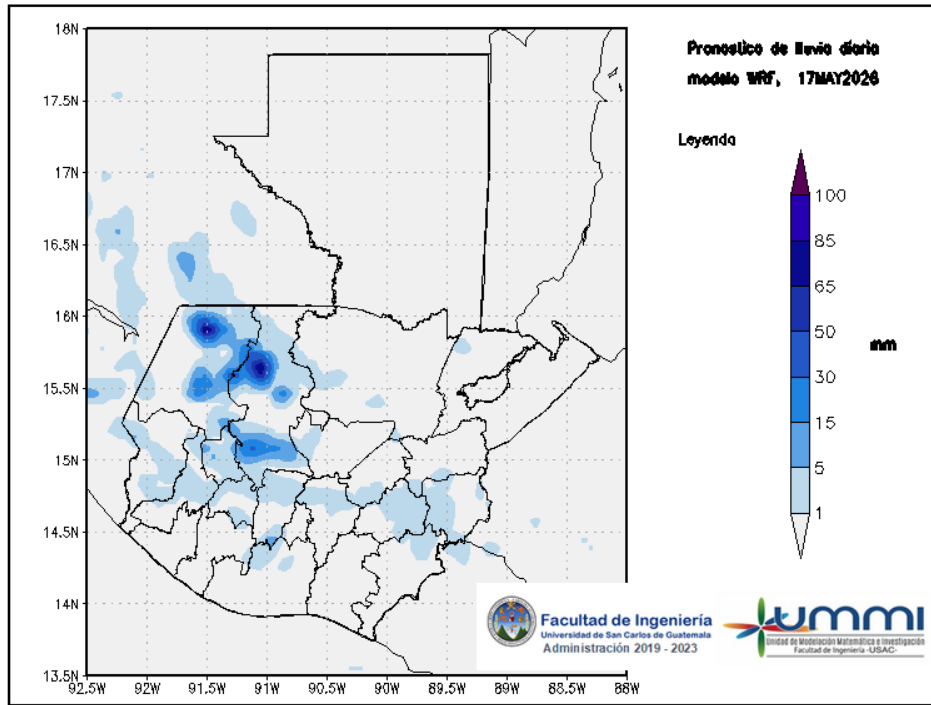 Pronostico de lluvia diaria
modelo WRF, 17MAY2026
Leyenda
100
85
65
50
30
15
5
1
mm
18N
17.5N
17N
16.5N
16N
15.5N
15N
14.5N
14N
13.5N
92.5W 92W 91.5W 91W 90.5W 90W 89.5W 89W 88.5W 88W
Facultad de Ingeniería
Universidad de San Carlos de Guatemala
Administración 2019 - 2023
UMMI
Unidad de Modelación Matemática e Investigación
Facultad de Ingeniería -USAC-